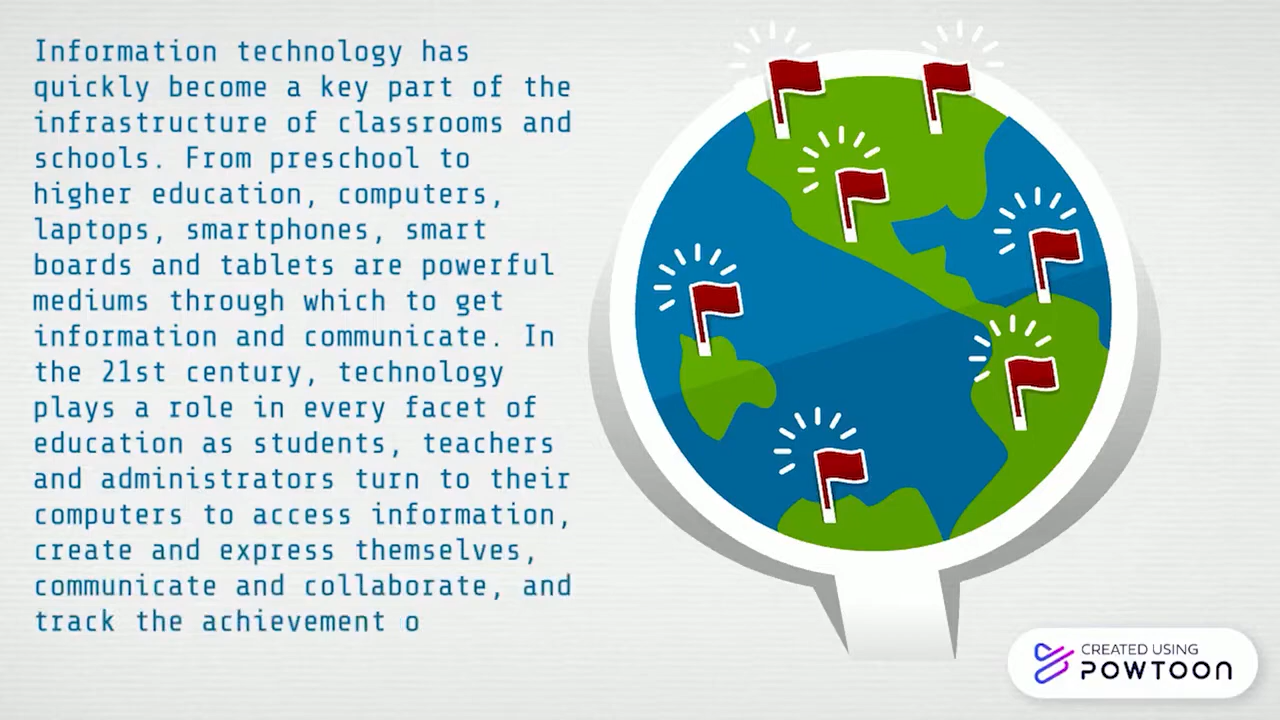 Information technology has
quickly become a key part of the
infrastructure of classrooms and
schools. From preschool to
higher education, computers,
laptops, smartphones, smart
boards and tablets are powerful
mediums through which to get
information and communicate. In
the 21st century, technology
plays a role in every facet of
education as students, teachers
and administrators turn to their
computers to access information,
create and express themselves,
communicate and collaborate, and
track the achievement o
CREATED USING
POWTOON